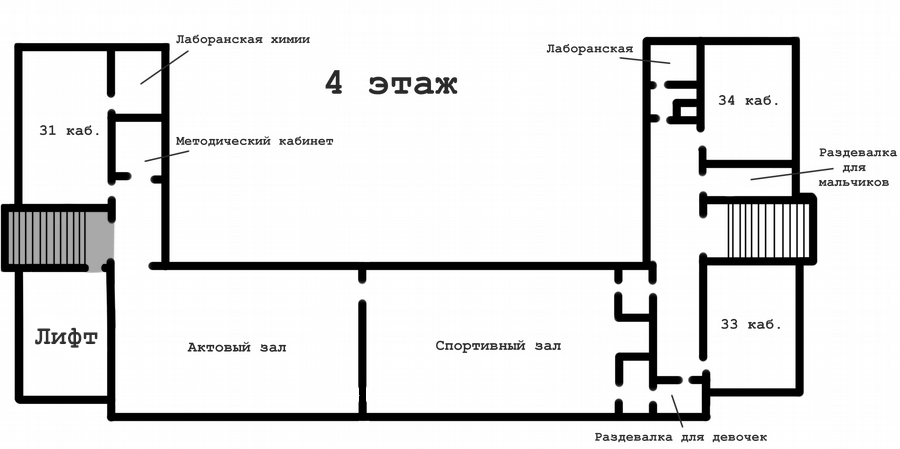 Лаборанская химии
Лаборанская
4 этаж
34 каб.
31 каб.
Методический кабинет
Раздевалка
для
мальчиков
Лифт
Актовый зал
Спортивный зал
33 каб.
Раздевалка для девочек